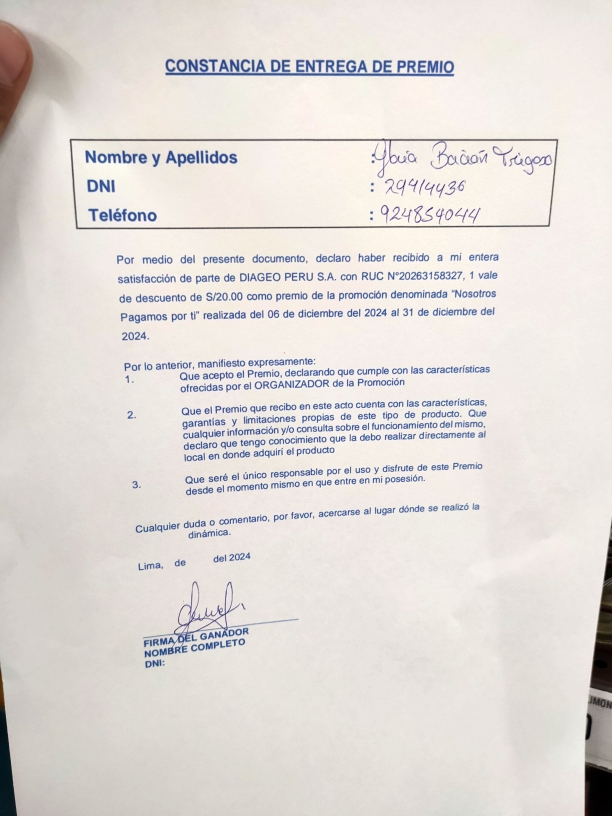 CONSTANCIA DE ENTREGA DE PREMIO
Nombre y Apellidos :
DNI : 29414436
Teléfono : 924854044
Por medio del presente documento, declaro haber recibido a mi entera
satisfacción de parte de DIAGEO PERU S.A. con RUC N°20263158327, 1 vale
de descuento de S/20.00 como premio de la promoción denominada "Nosotros
Pagamos por ti" realizada del 06 de diciembre del 2024 al 31 de diciembre del
2024.
Por lo anterior, manifiesto expresamente:
1. Que acepto el Premio, declarando que cumple con las características
ofrecidas por el ORGANIZADOR de la Promoción
2. Que el Premio que recibo en este acto cuenta con las características,
garantías y limitaciones propias de este tipo de producto. Que
cualquier información y/o consulta sobre el funcionamiento del mismo,
declaro que tengo conocimiento que la debo realizar directamente al
local en donde adquirí el producto
3. Que seré el único responsable por el uso y disfrute de este Premio
desde el momento mismo en que entre en mi posesión.
Cualquier duda o comentario, por favor, acercarse al lugar dónde se realizó la
dinámica.
Lima, de del 2024
FIRMA DEL GANADOR
NOMBRE COMPLETO
DNI: